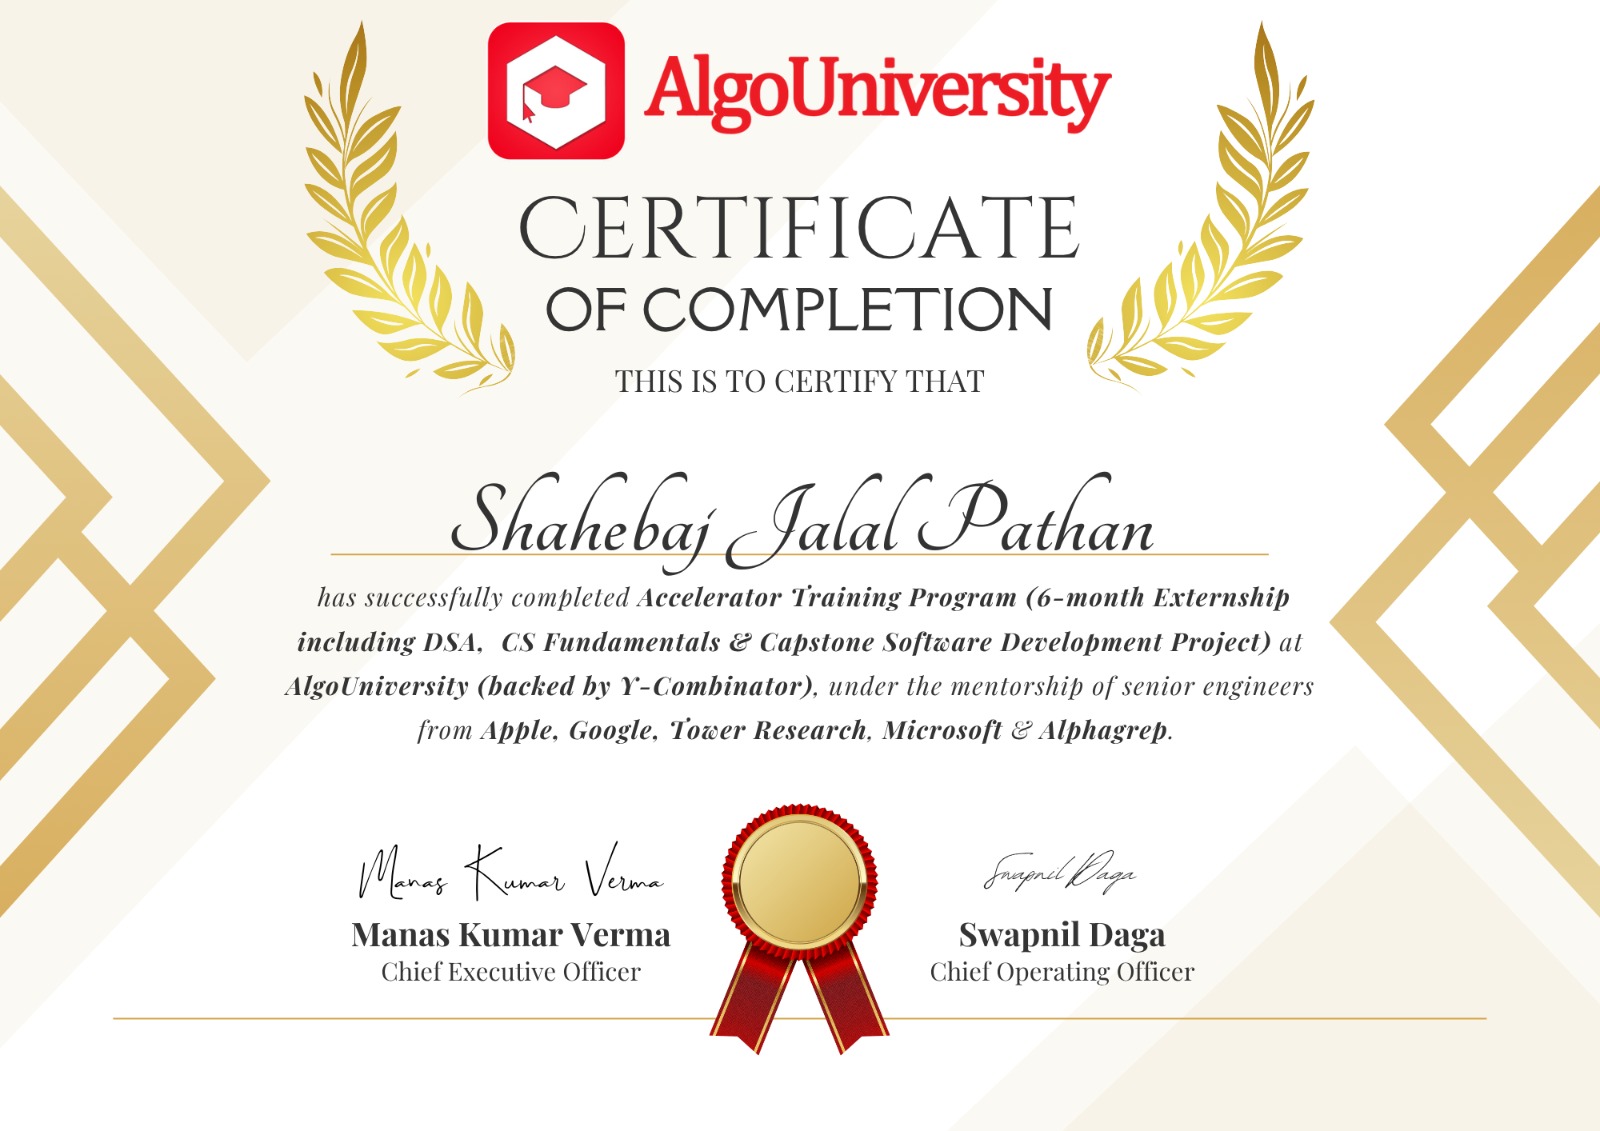 AlgoUniversity
CERTIFICATE
OF COMPLETION
THIS IS TO CERTIFY THAT
Shahebaj Jalal Pathan
has successfully completed Accelerator Training Program (6-month Externship
including DSA, CS Fundamentals & Capstone Software Development Project) at
AlgoUniversity (backed by Y-Combinator), under the mentorship of senior engineers
from Apple, Google, Tower Research, Microsoft & Alphagrep.
Manas Kumar Verma
Manas Kumar Verma
Chief Executive Officer
Swapnil Daga
Swapnil Daga
Chief Operating Officer